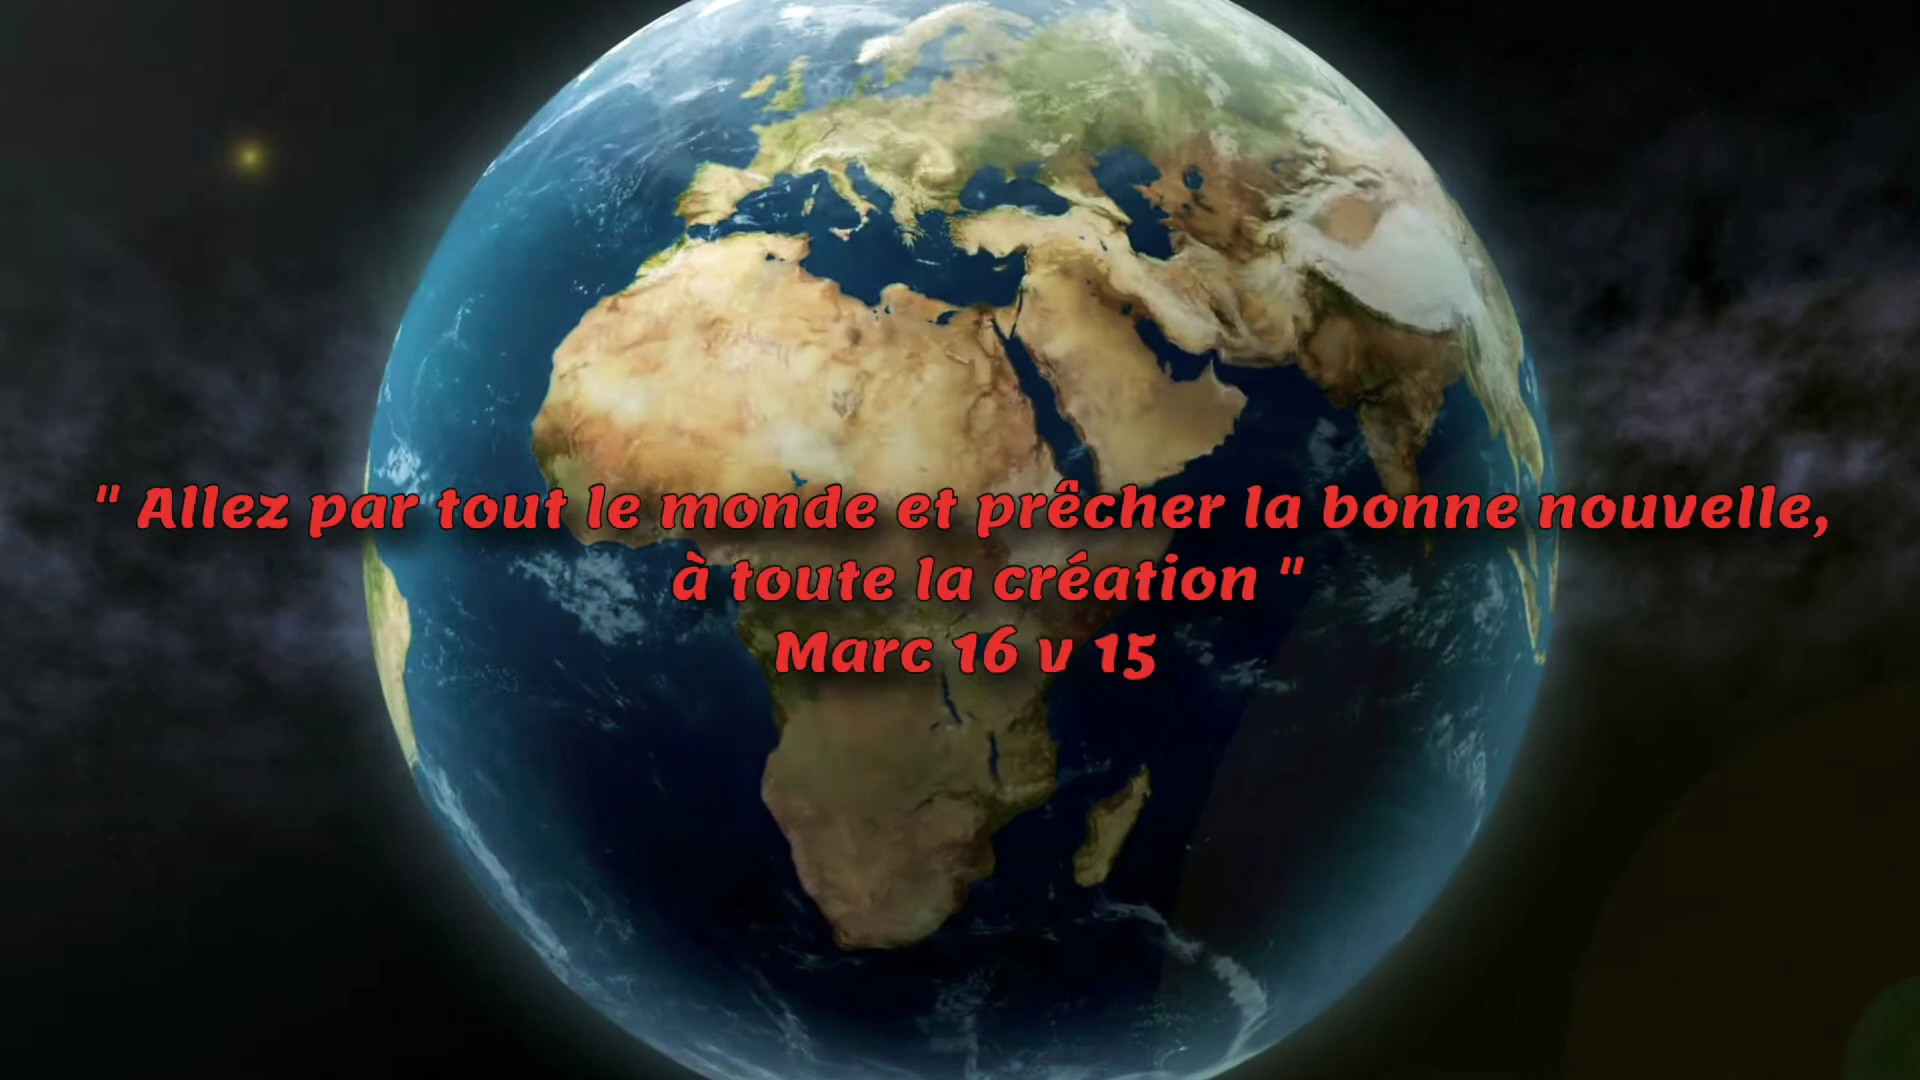 " Allez par tout le monde et prêcher la bonne nouvelle,
à toute la création "
Marc 16 v 15